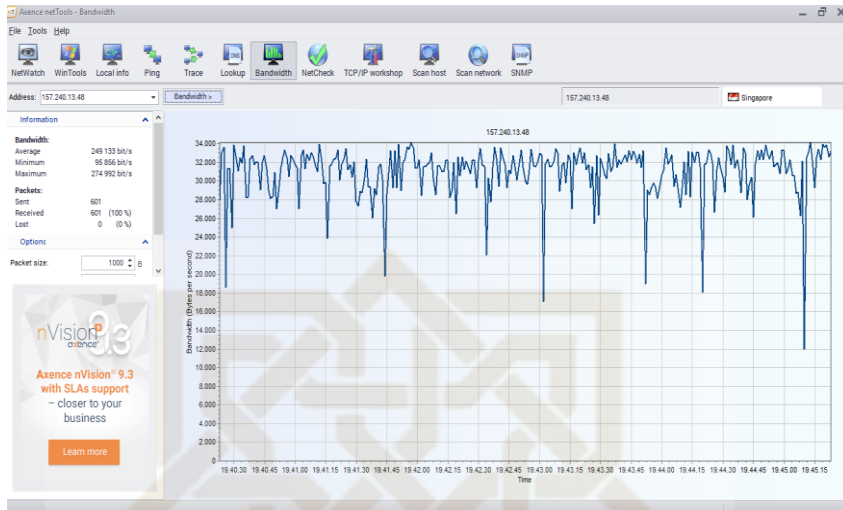 Axence netTools - Bandwidth
File Tools Help
NetWatch WinTools Local info Ping Trace Lookup Bandwidth NetCheck TCP/IP workshop Scan host Scan network SNMP
Address: 157.240.13.48 Bandwidth > 157.240.13.48 Singapore
Information
Bandwidth:
Average 249 133 bit/s
Minimum 95 856 bit/s
Maximum 274 992 bit/s
Packets:
Sent 601
Received 601 (100 %)
Lost 0 (0 %)
Options
Packet size: 1000 B
nVision 9.3
axence
Axence nVision® 9.3
with SLAs support
– closer to your
business
Learn more
157.240.13.48
34.000
32.000
30.000
28.000
26.000
24.000
22.000
20.000
18.000
16.000
14.000
12.000
10.000
8.000
6.000
4.000
2.000
0
Bandwidth (Bytes per second)
19.40.30 19.40.45 19.41.00 19.41.15 19.41.30 19.41.45 19.42.00 19.42.15 19.42.30 19.42.45 19.43.00 19.43.15 19.43.30 19.43.45 19.44.00 19.44.15 19.44.30 19.44.45 19.45.00 19.45.15
Time